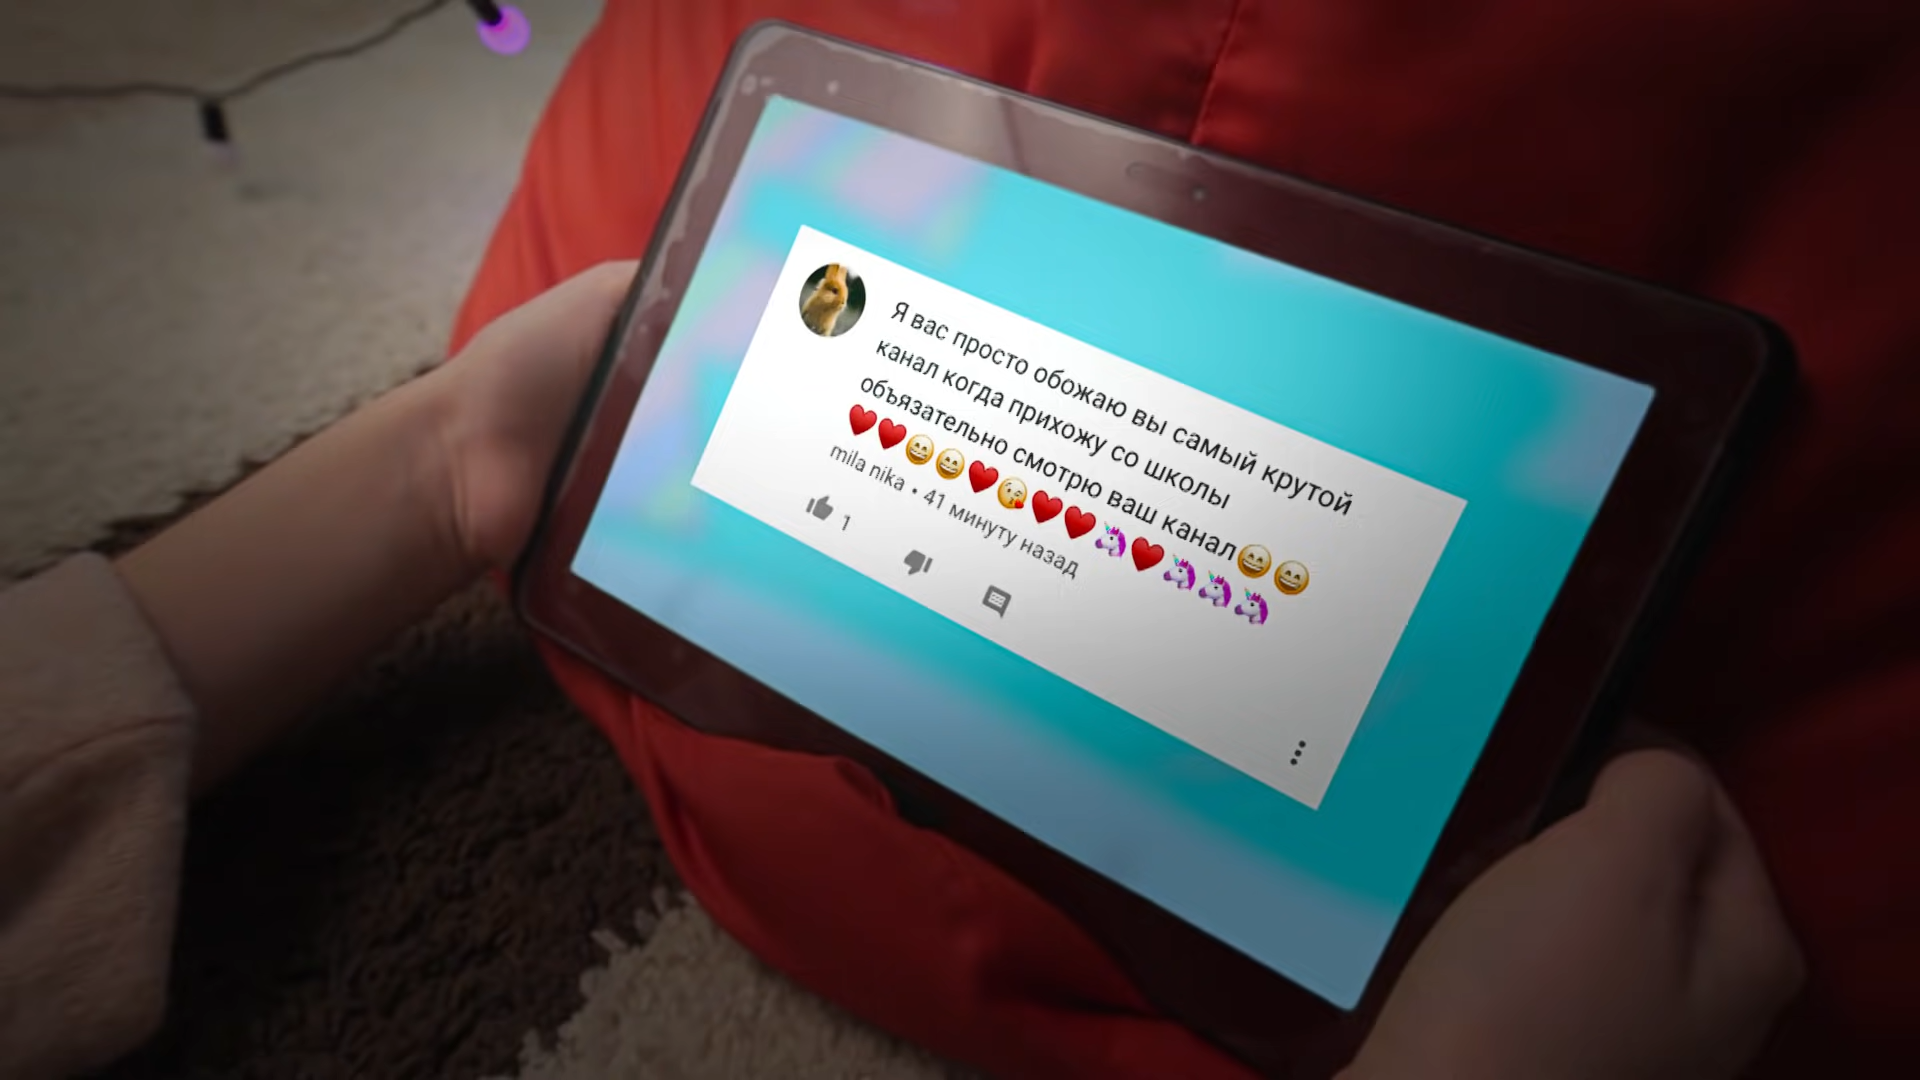 Я вас просто обожаю вы самый крутой
канал когда прихожу со школы
объязательно смотрю ваш канал😄😄
❤️❤️😄😄❤️😘❤️❤️🦄❤️🦄🦄🦄
mila nika • 41 минуту назад
1